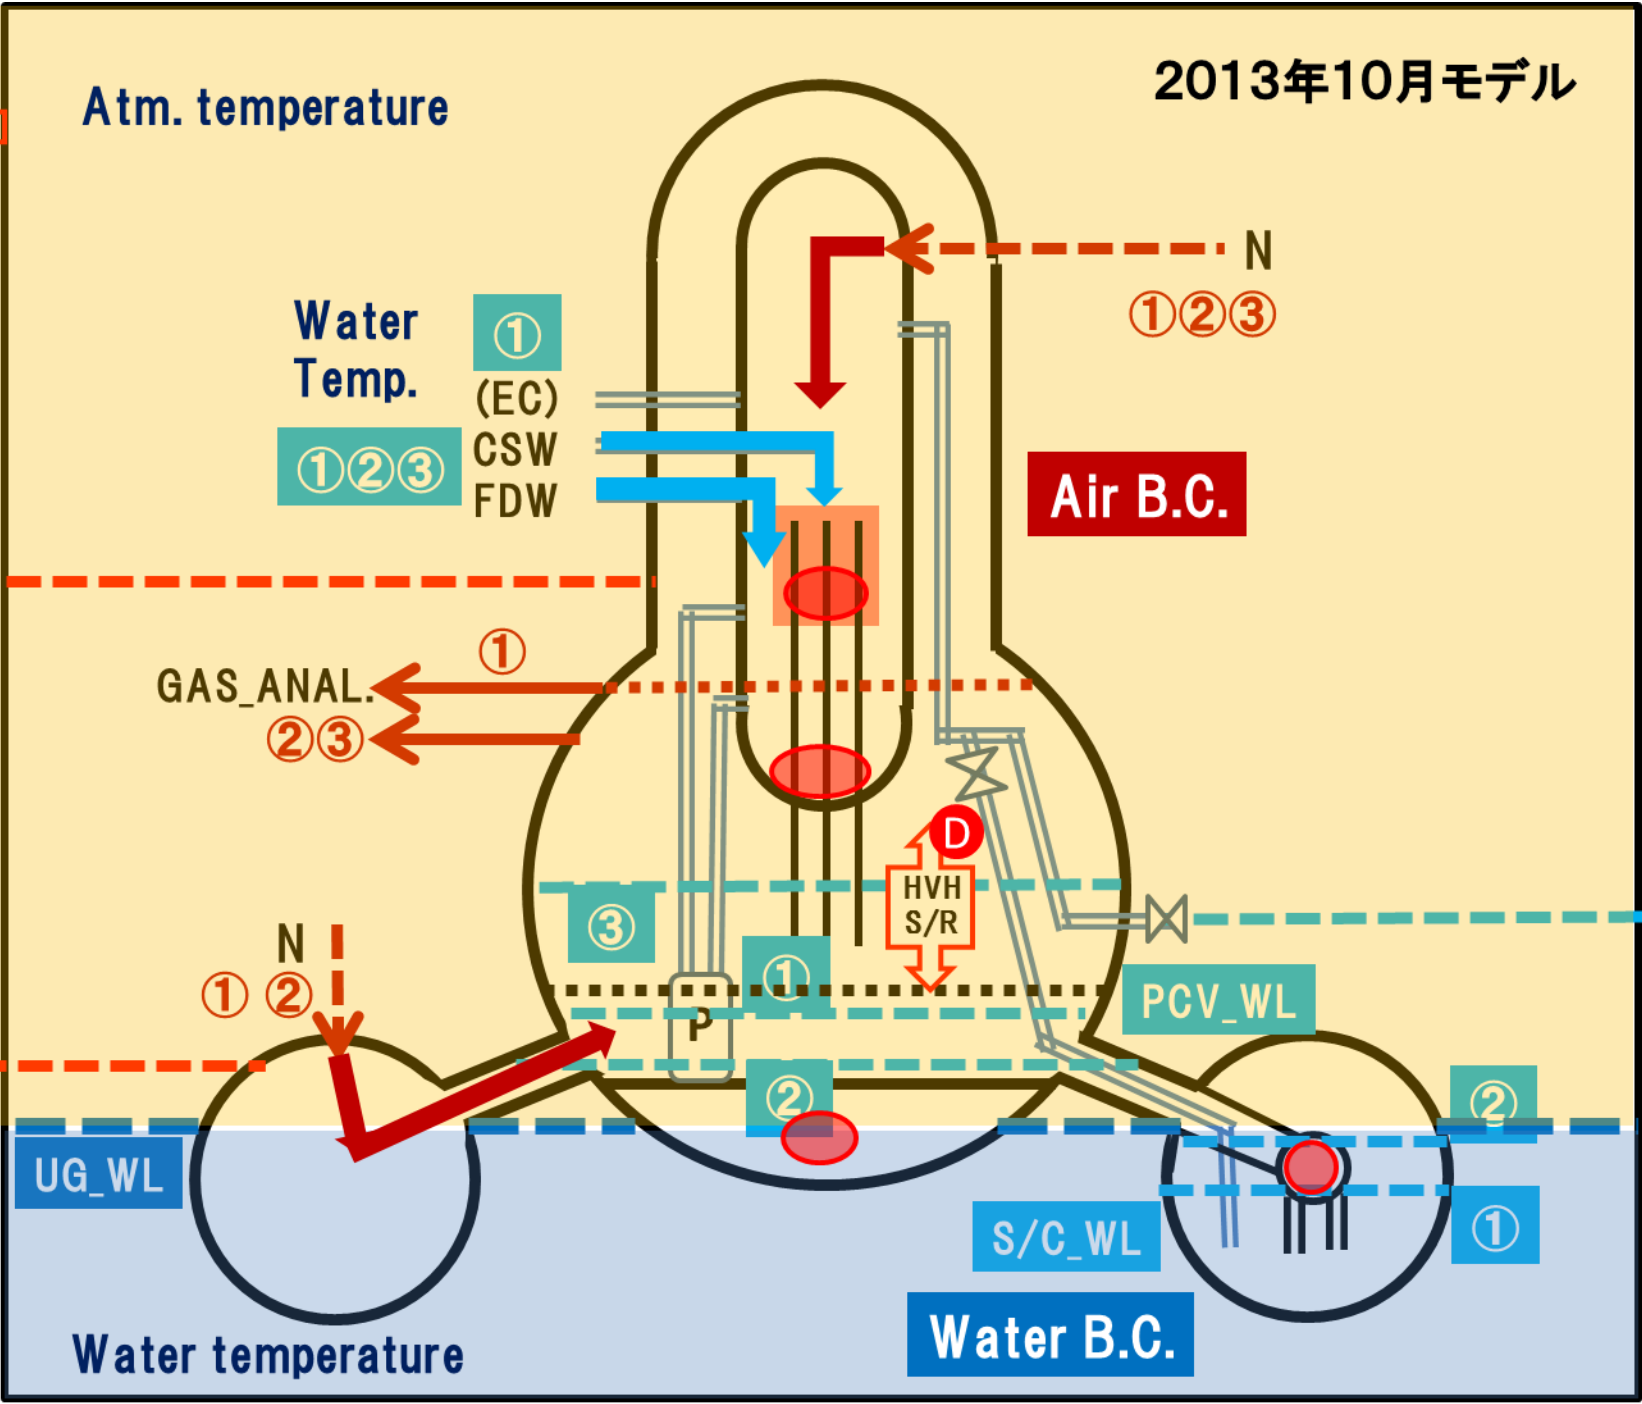 2013年10月モデル
Atm. temperature
N
①②③
Water
Temp.
①
(EC)
CSW
FDW
①②③
Air B.C.
①
GAS_ANAL.
②③
D
HVH
S/R
③
N
① ②
①
PCV_WL
P
②
②
UG_WL
S/C_WL
①
Water B.C.
Water temperature